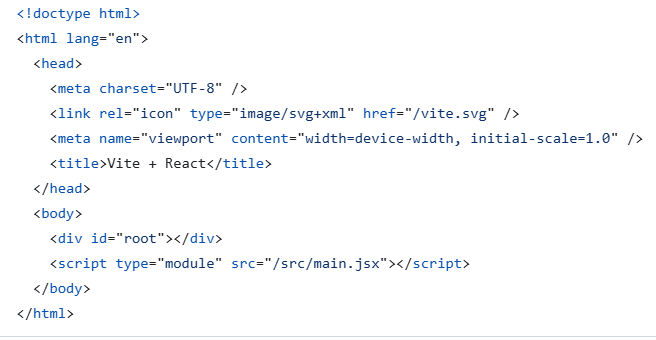 <!doctype html>
<html lang="en">
  <head>
    <meta charset="UTF-8" />
    <link rel="icon" type="image/svg+xml" href="/vite.svg" />
    <meta name="viewport" content="width=device-width, initial-scale=1.0" />
    <title>Vite + React</title>
  </head>
  <body>
    <div id="root"></div>
    <script type="module" src="/src/main.jsx"></script>
  </body>
</html>